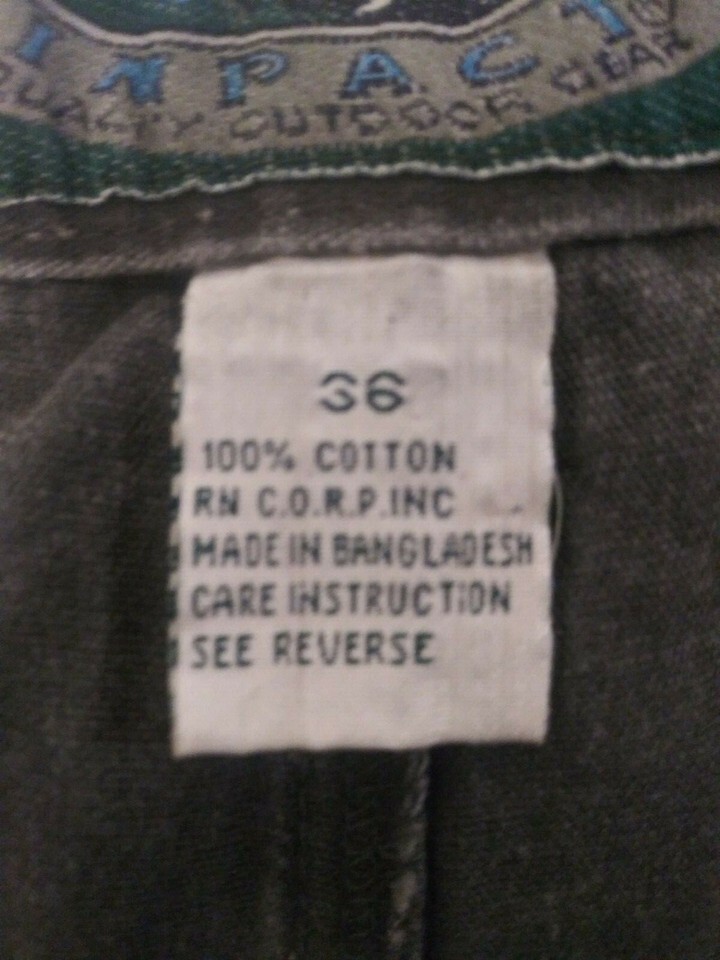 INPACT®
QUALITY OUTDOOR GEAR
36
100% COTTON
RN C.O.R.P.INC
MADE IN BANGLADESH
CARE INSTRUCTION
SEE REVERSE